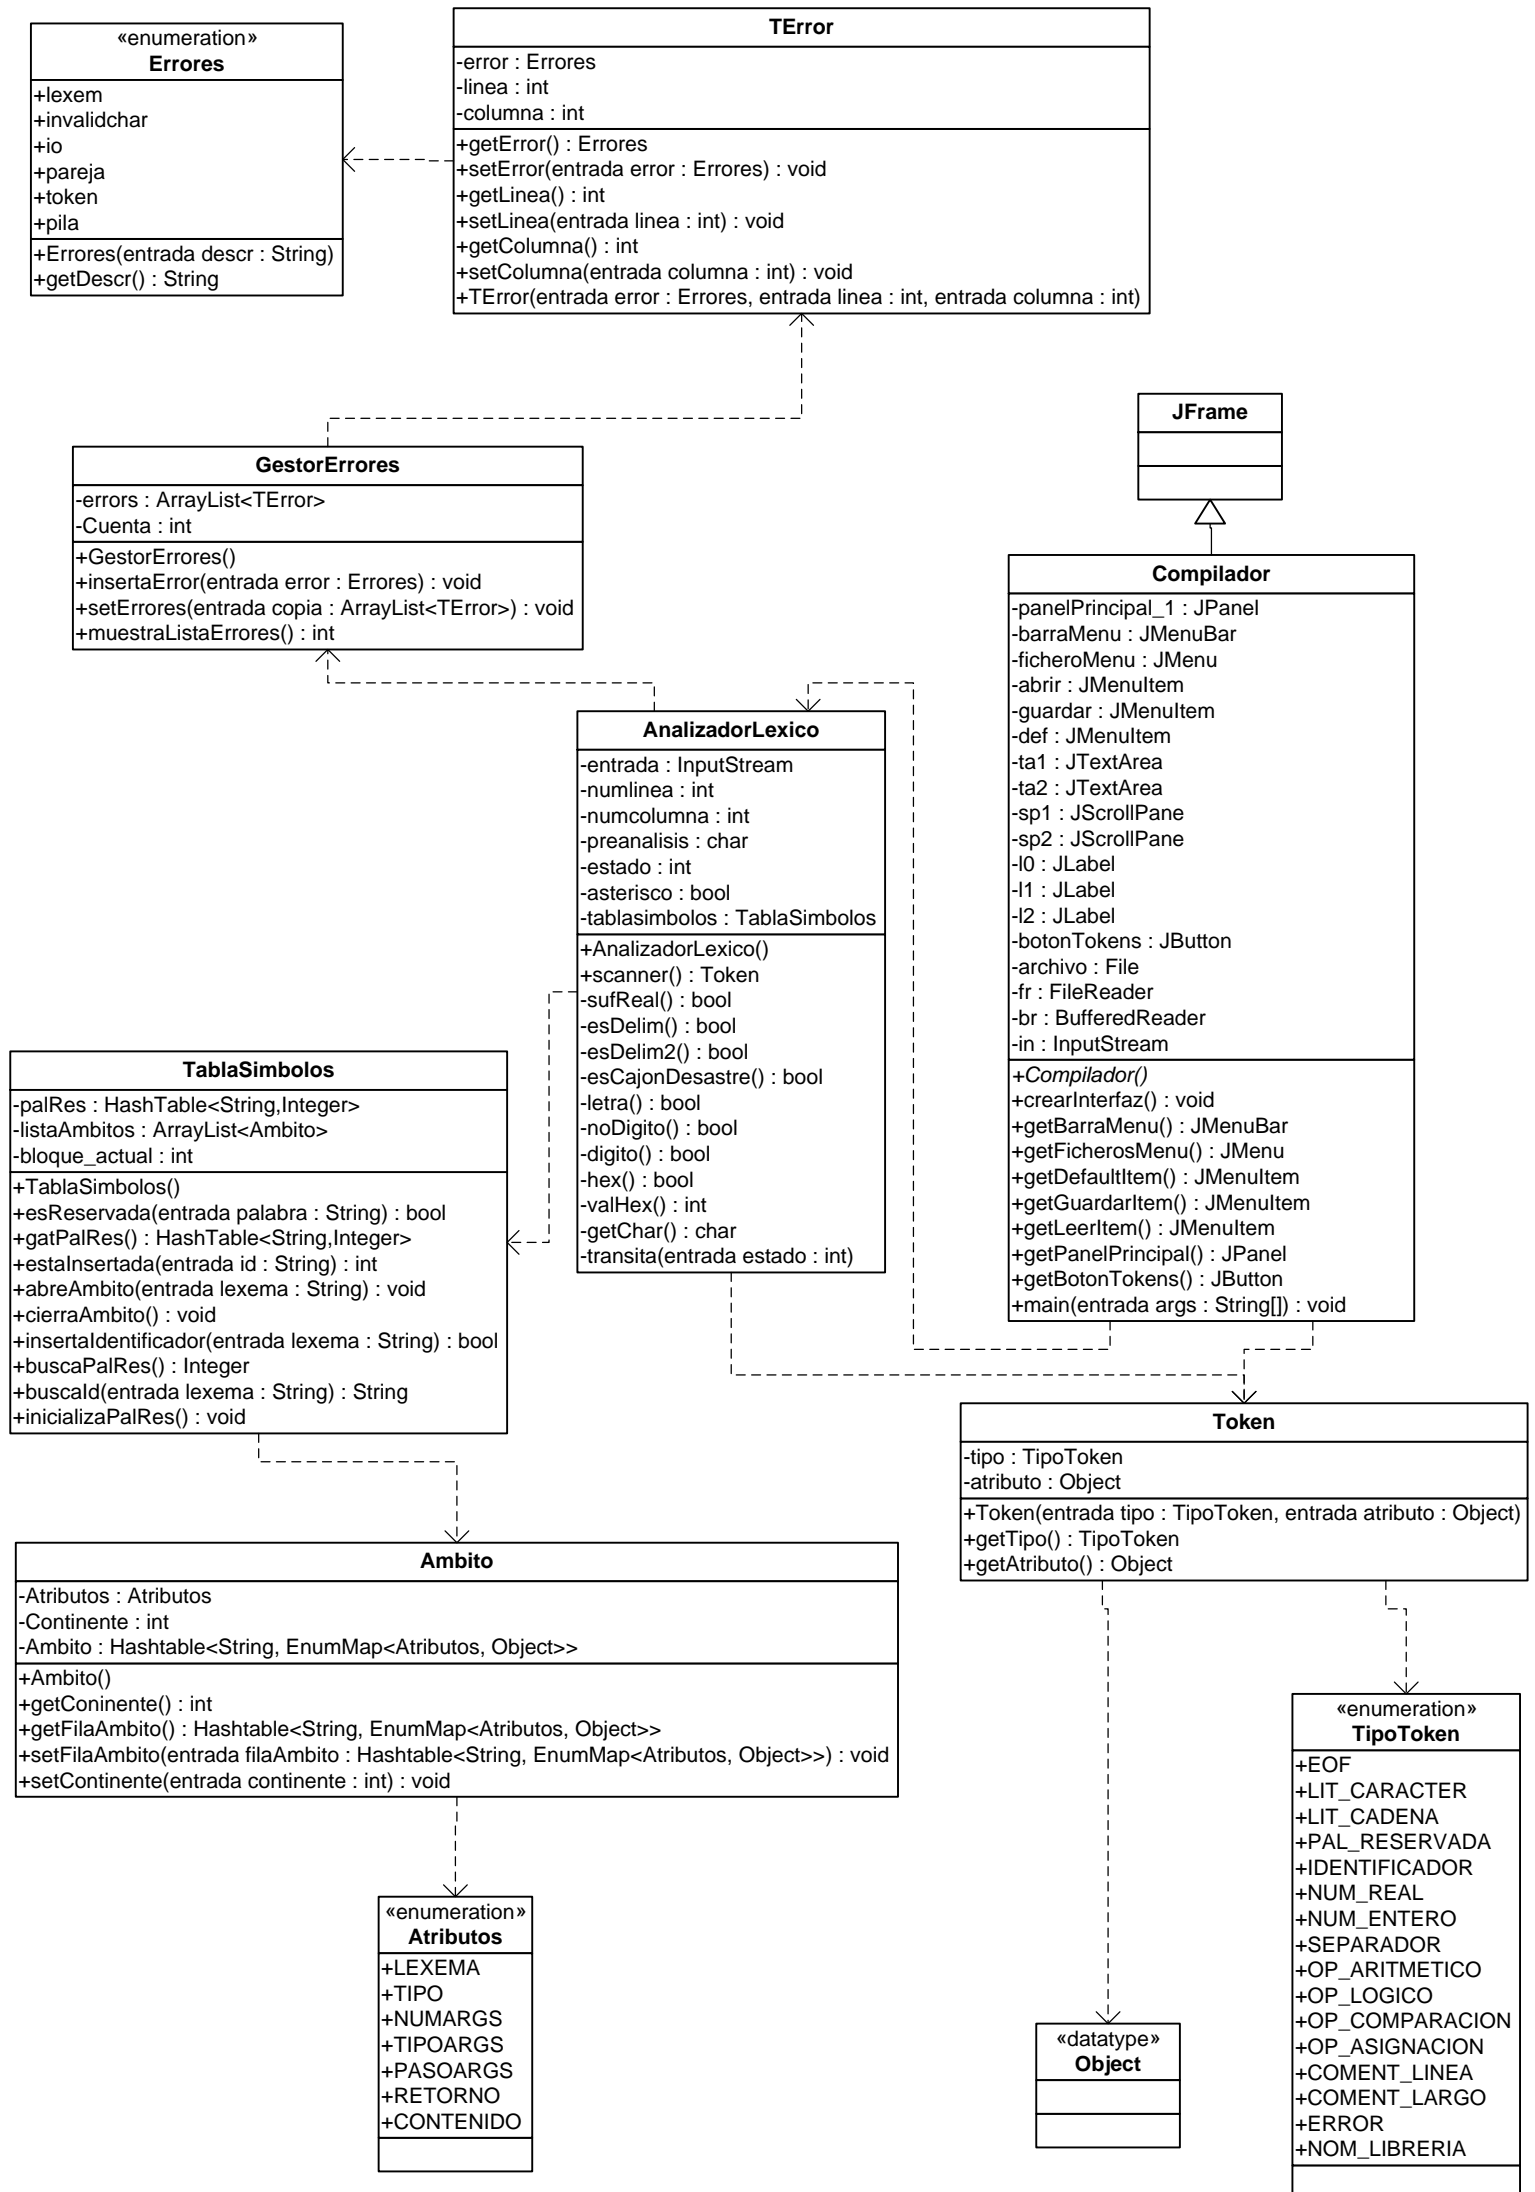 «enumeration»
Errores
+lexem
+invalidchar
+io
+pareja
+token
+pila
+Errores(entrada descr : String)
+getDescr() : String
TError
-error : Errores
-linea : int
-columna : int
+getError() : Errores
+setError(entrada error : Errores) : void
+getLinea() : int
+setLinea(entrada linea : int) : void
+getColumna() : int
+setColumna(entrada columna : int) : void
+TError(entrada error : Errores, entrada linea : int, entrada columna : int)
JFrame
GestorErrores
-errors : ArrayList<TError>
-Cuenta : int
+GestorErrores()
+insertaError(entrada error : Errores) : void
+setErrores(entrada copia : ArrayList<TError>) : void
+muestraListaErrores() : int
Compilador
-panelPrincipal_1 : JPanel
-barraMenu : JMenuBar
-ficheroMenu : JMenu
-abrir : JMenuItem
-guardar : JMenuItem
-def : JMenuItem
-ta1 : JTextArea
-ta2 : JTextArea
-sp1 : JScrollPane
-sp2 : JScrollPane
-l0 : JLabel
-l1 : JLabel
-l2 : JLabel
-botonTokens : JButton
-archivo : File
-fr : FileReader
-br : BufferedReader
-in : InputStream
+Compilador()
+crearInterfaz() : void
+getBarraMenu() : JMenuBar
+getFicherosMenu() : JMenu
+getDefaultItem() : JMenuItem
+getGuardarItem() : JMenuItem
+getLeerItem() : JMenuItem
+getPanelPrincipal() : JPanel
+getBotonTokens() : JButton
+main(entrada args : String[]) : void
AnalizadorLexico
-entrada : InputStream
-numlinea : int
-numcolumna : int
-preanalisis : char
-estado : int
-asterisco : bool
-tablasimbolos : TablaSimbolos
+AnalizadorLexico()
+scanner() : Token
-sufReal() : bool
-esDelim() : bool
-esDelim2() : bool
-esCajonDesastre() : bool
-letra() : bool
-noDigito() : bool
-digito() : bool
-hex() : bool
-valHex() : int
-getChar() : char
-transita(entrada estado : int)
TablaSimbolos
-palRes : HashTable<String,Integer>
-listaAmbitos : ArrayList<Ambito>
-bloque_actual : int
+TablaSimbolos()
+esReservada(entrada palabra : String) : bool
+gatPalRes() : HashTable<String,Integer>
+estaInsertada(entrada id : String) : int
+abreAmbito(entrada lexema : String) : void
+cierraAmbito() : void
+insertaIdentificador(entrada lexema : String) : bool
+buscaPalRes() : Integer
+buscaId(entrada lexema : String) : String
+inicializaPalRes() : void
Token
-tipo : TipoToken
-atributo : Object
+Token(entrada tipo : TipoToken, entrada atributo : Object)
+getTipo() : TipoToken
+getAtributo() : Object
Ambito
-Atributos : Atributos
-Continente : int
-Ambito : Hashtable<String, EnumMap<Atributos, Object>>
+Ambito()
+getConinente() : int
+getFilaAmbito() : Hashtable<String, EnumMap<Atributos, Object>>
+setFilaAmbito(entrada filaAmbito : Hashtable<String, EnumMap<Atributos, Object>>) : void
+setContinente(entrada continente : int) : void
«enumeration»
TipoToken
+EOF
+LIT_CARACTER
+LIT_CADENA
+PAL_RESERVADA
+IDENTIFICADOR
+NUM_REAL
+NUM_ENTERO
+SEPARADOR
+OP_ARITMETICO
+OP_LOGICO
+OP_COMPARACION
+OP_ASIGNACION
+COMENT_LINEA
+COMENT_LARGO
+ERROR
+NOM_LIBRERIA
«enumeration»
Atributos
+LEXEMA
+TIPO
+NUMARGS
+TIPOARGS
+PASOARGS
+RETORNO
+CONTENIDO
«datatype»
Object